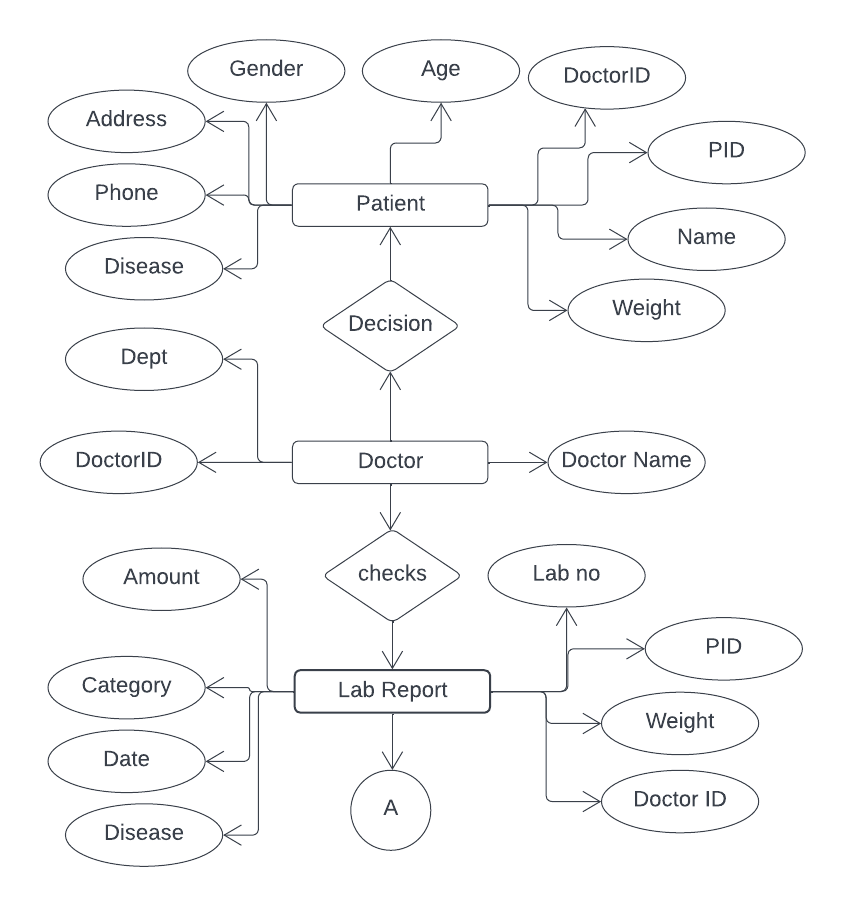 Gender
Age
DoctorID
Address
PID
Phone
Patient
Name
Disease
Weight
Decision
Dept
DoctorID
Doctor
Doctor Name
Amount
checks
Lab no
PID
Category
Lab Report
Weight
Date
A
Doctor ID
Disease